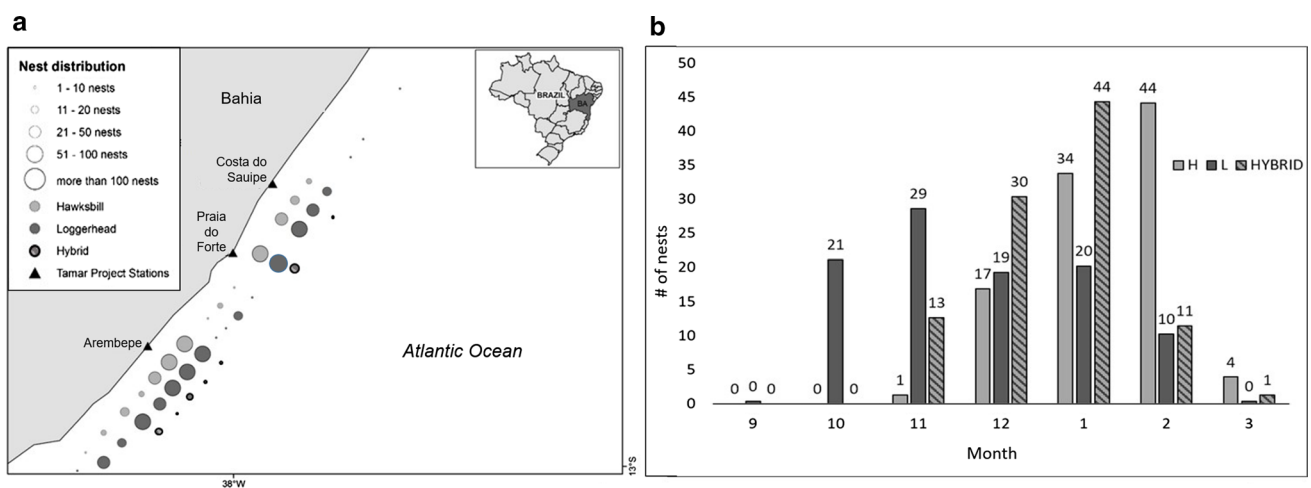 a
Nest distribution
1 - 10 nests
11 - 20 nests
21 - 50 nests
51 - 100 nests
more than 100 nests
Hawksbill
Loggerhead
Hybrid
Tamar Project Stations
Bahia
Costa do
Sauipe
Praia
do
Forte
Arembepe
Atlantic Ocean
BRAZIL
BA
38°W
13°S
b
# of nests
50
45
40
35
30
25
20
15
10
5
0
0 0 0
0 21 0
1 29 13
17 19 30
34 20 44
44 10 11
4 0 1
9 10 11 12 1 2 3
Month
H L HYBRID